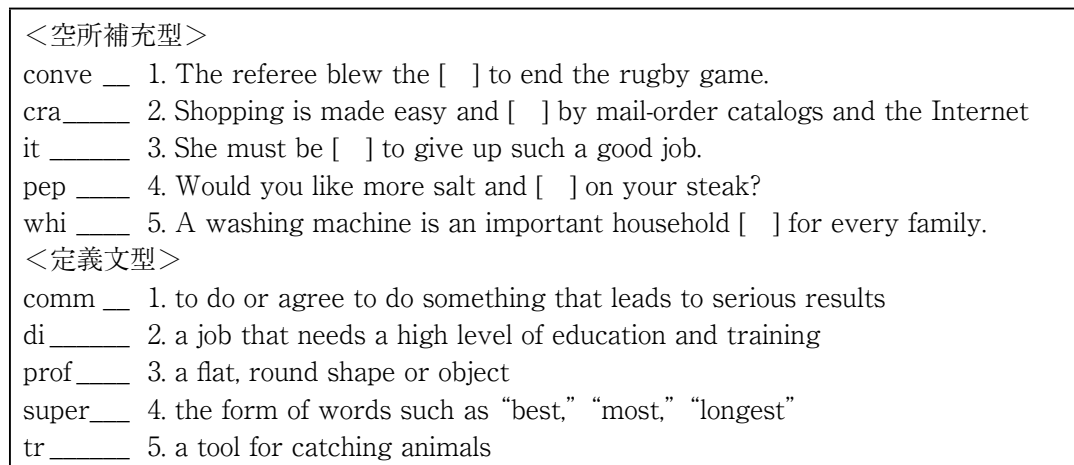 ＜空所補充型＞
conve __ 1. The referee blew the [ ] to end the rugby game.
cra_____ 2. Shopping is made easy and [ ] by mail-order catalogs and the Internet
it ______ 3. She must be [ ] to give up such a good job.
pep ____ 4. Would you like more salt and [ ] on your steak?
whi ____ 5. A washing machine is an important household [ ] for every family.
＜定義文型＞
comm __ 1. to do or agree to do something that leads to serious results
di ______ 2. a job that needs a high level of education and training
prof ____ 3. a flat, round shape or object
super___ 4. the form of words such as “best,” “most,” “longest”
tr ______ 5. a tool for catching animals